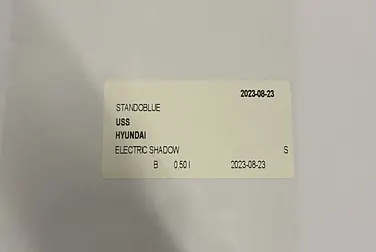 2023-08-23
STANDOBLUE
USS
HYUNDAI
ELECTRIC SHADOW S
B 0,50 l 2023-08-23